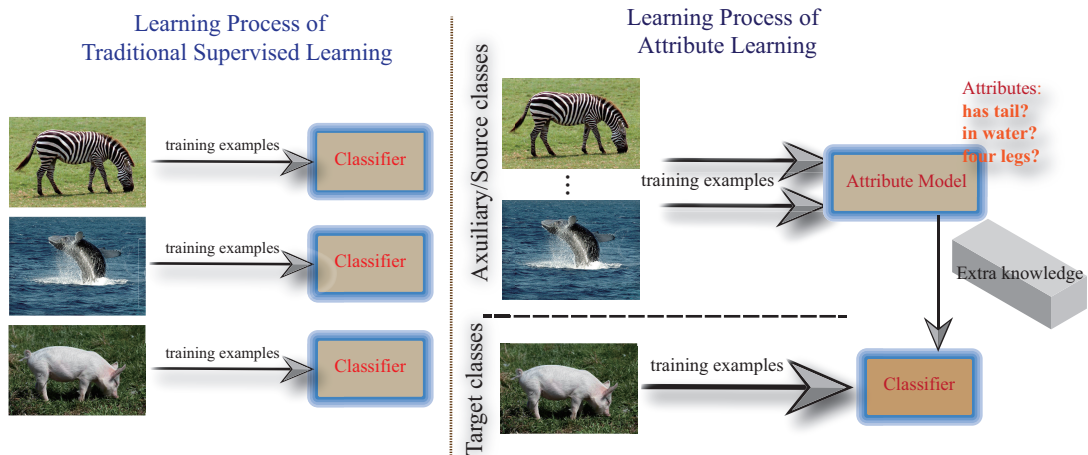 Learning Process of
Traditional Supervised Learning
training examples
Classifier
training examples
Classifier
training examples
Classifier
Learning Process of
Attribute Learning
Axuiliary/Source classes
training examples
Attributes:
has tail?
in water?
four legs?
Attribute Model
Extra knowledge
Target classes
training examples
Classifier